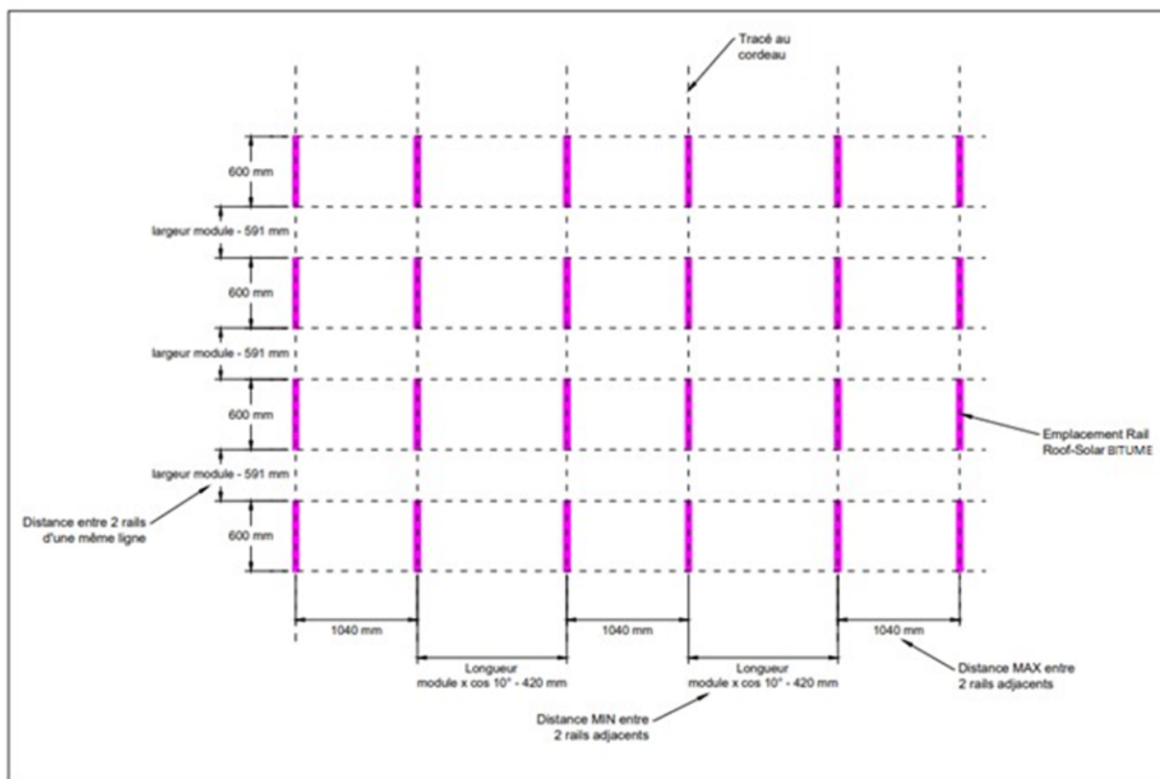 Tracé au
cordeau
600 mm
largeur module - 591 mm
600 mm
largeur module - 591 mm
600 mm
Emplacement Rail
Roof-Solar BITUME
largeur module - 591 mm
Distance entre 2 rails
d'une même ligne
600 mm
1040 mm
1040 mm
1040 mm
Longueur
module x cos 10° - 420 mm
Longueur
module x cos 10° - 420 mm
Distance MAX entre
2 rails adjacents
Distance MIN entre
2 rails adjacents